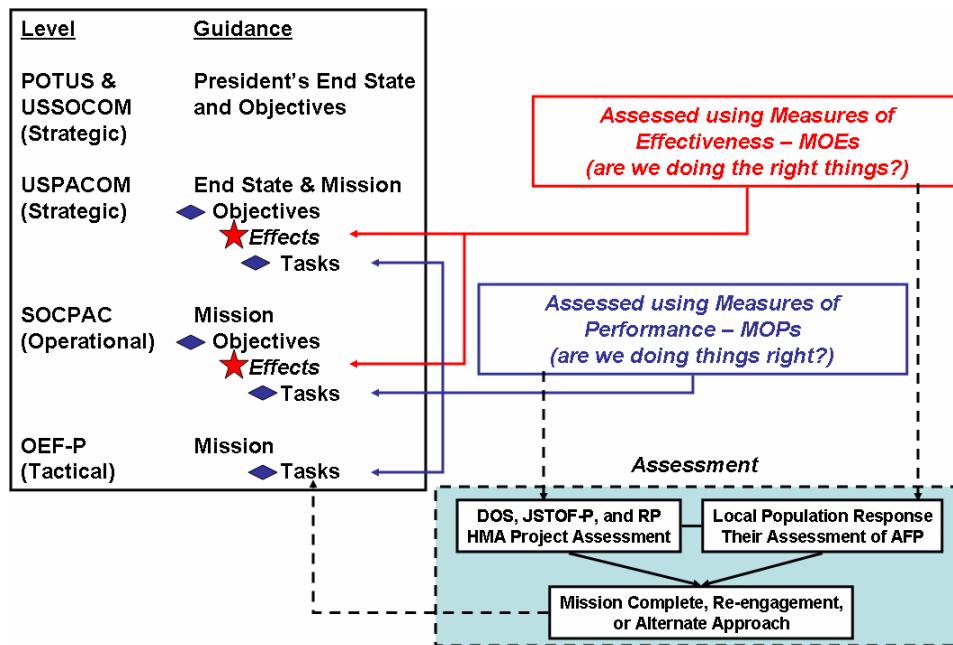 Level Guidance
POTUS & President's End State
USSOCOM and Objectives
(Strategic)
USPACOM End State & Mission
(Strategic) Objectives
Effects
Tasks
SOCPAC Mission
(Operational) Objectives
Effects
Tasks
OEF-P Mission
(Tactical) Tasks
Assessed using Measures of
Effectiveness – MOEs
(are we doing the right things?)
Assessed using Measures of
Performance – MOPs
(are we doing things right?)
Assessment
DOS, JSTOF-P, and RP
HMA Project Assessment
Local Population Response
Their Assessment of AFP
Mission Complete, Re-engagement,
or Alternate Approach